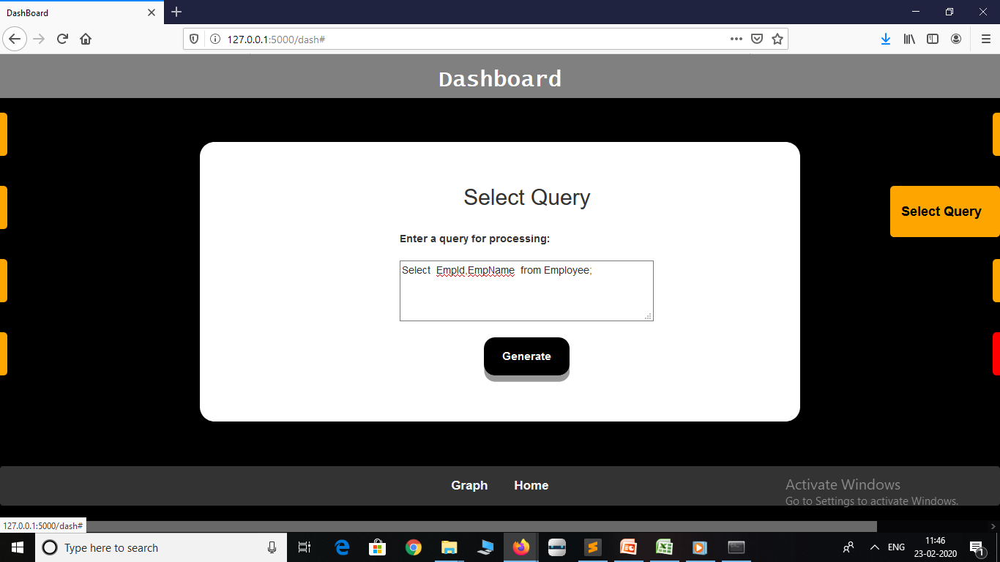 DashBoard
127.0.0.1:5000/dash#
Dashboard
Select Query
Select Query
Enter a query for processing:
Select  EmpId,EmpName  from Employee;
Generate
Graph Home
Activate Windows
Go to Settings to activate Windows.
127.0.0.1:5000/dash#
Type here to search
ENG
11:46
23-02-2020
1